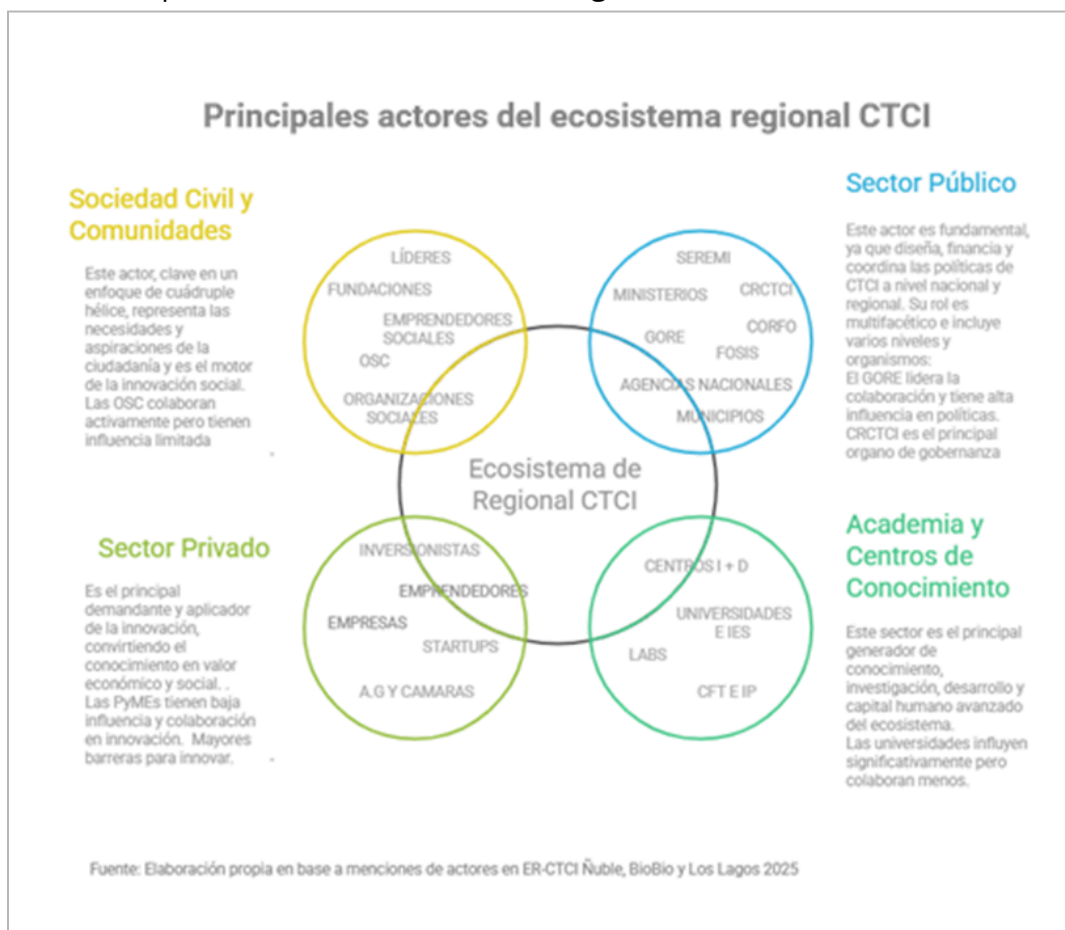 Principales actores del ecosistema regional CTCI
Sociedad Civil y
Comunidades
Este actor, clave en un
enfoque de cuádruple
hélice, representa las
necesidades y
aspiraciones de la
ciudadanía y es el motor
de la innovación social.
Las OSC colaboran
activamente pero tienen
influencia limitada
LÍDERES
FUNDACIONES
EMPRENDEDORES
SOCIALES
OSC
ORGANIZACIONES
SOCIALES
SEREMI
MINISTERIOS
CRCTCI
CORFO
GORE
FOSIS
AGENCIAS NACIONALES
MUNICIPIOS
Sector Público
Este actor es fundamental,
ya que diseña, financia y
coordina las políticas de
CTCI a nivel nacional y
regional. Su rol es
multifacético e incluye
varios niveles y
organismos:
El GORE lidera la
colaboración y tiene alta
influencia en políticas.
CRCTCI es el principal
organo de gobernanza
Ecosistema de
Regional CTCI
Sector Privado
Es el principal
demandante y aplicador
de la innovación,
convirtiendo el
conocimiento en valor
económico y social. .
Las PyMEs tienen baja
influencia y colaboración
en innovación. Mayores
barreras para innovar.
INVERSIONISTAS
EMPRENDEDORES
EMPRESAS
STARTUPS
A.G Y CAMARAS
CENTROS I + D
UNIVERSIDADES
E IES
LABS
CFT E IP
Academia y
Centros de
Conocimiento
Este sector es el principal
generador de
conocimiento,
investigación, desarrollo y
capital humano avanzado
del ecosistema.
Las universidades influyen
significativamente pero
colaboran menos.
Fuente: Elaboración propia en base a menciones de actores en ER-CTCI Ñuble, BioBio y Los Lagos 2025